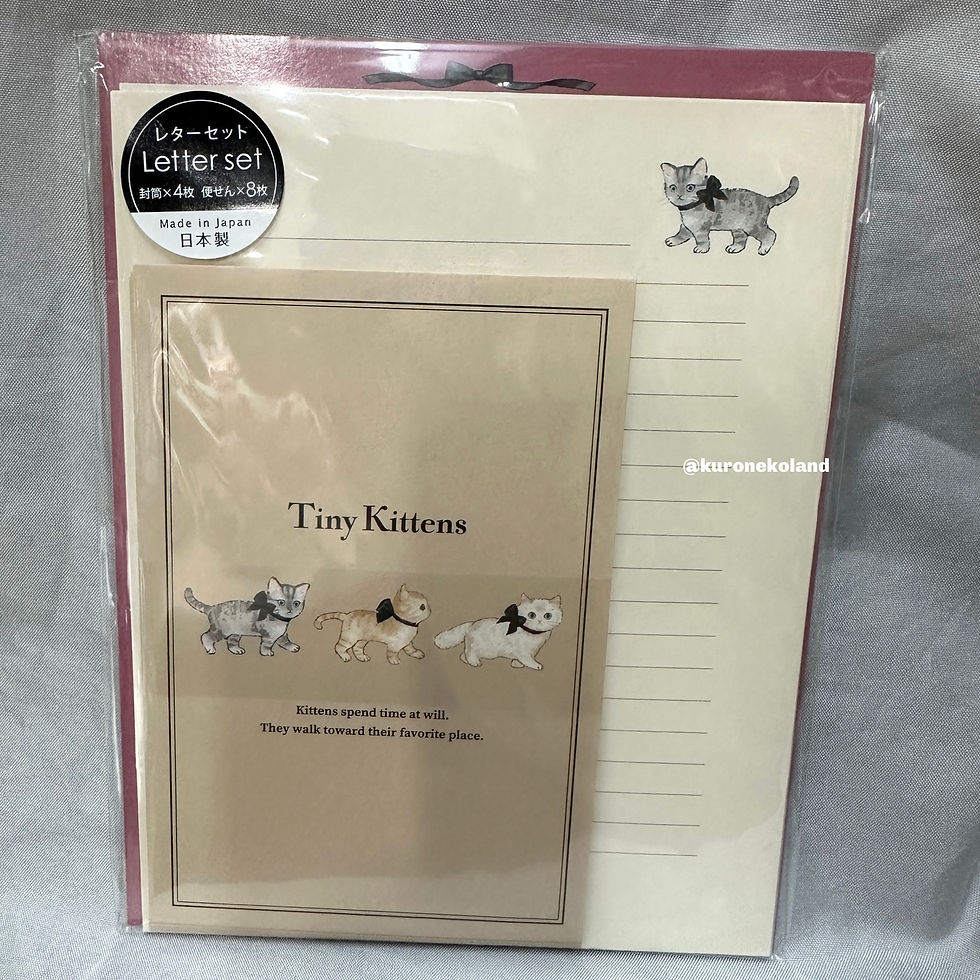 レターセット
Letter set
封筒×4枚 便せん×8枚
Made in Japan
日本製
@kuronekoland
Tiny Kittens
Kittens spend time at will.
They walk toward their favorite place.